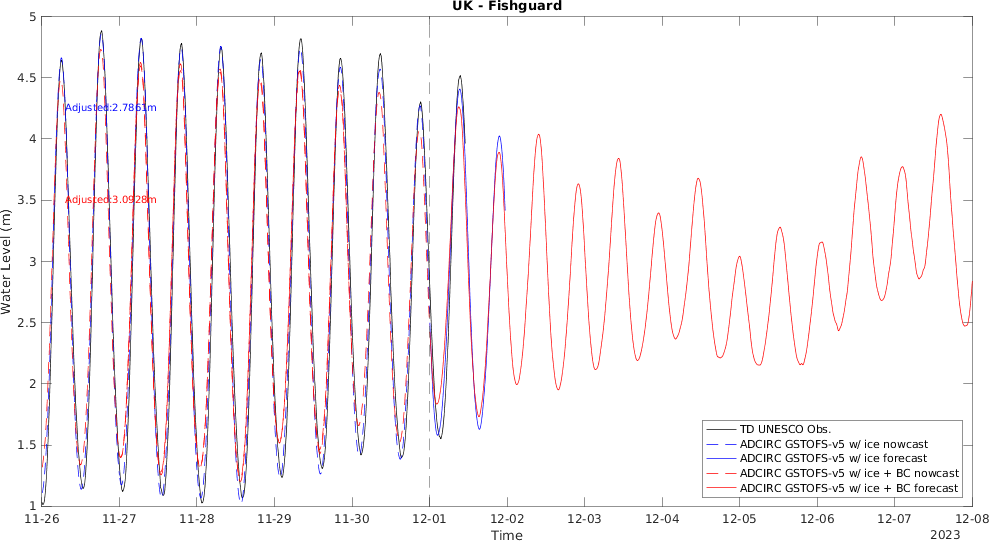 UK - Fishguard
5
4.5
4
3.5
3
2.5
2
1.5
1
Water Level (m)
Adjusted:2.7861m
Adjusted:3.0928m
TD UNESCO Obs.
ADCIRC GSTOFS-v5 w/ ice nowcast
ADCIRC GSTOFS-v5 w/ ice forecast
ADCIRC GSTOFS-v5 w/ ice + BC nowcast
ADCIRC GSTOFS-v5 w/ ice + BC forecast
11-26 11-27 11-28 11-29 11-30 12-01 12-02 12-03 12-04 12-05 12-06 12-07 12-08
Time
2023